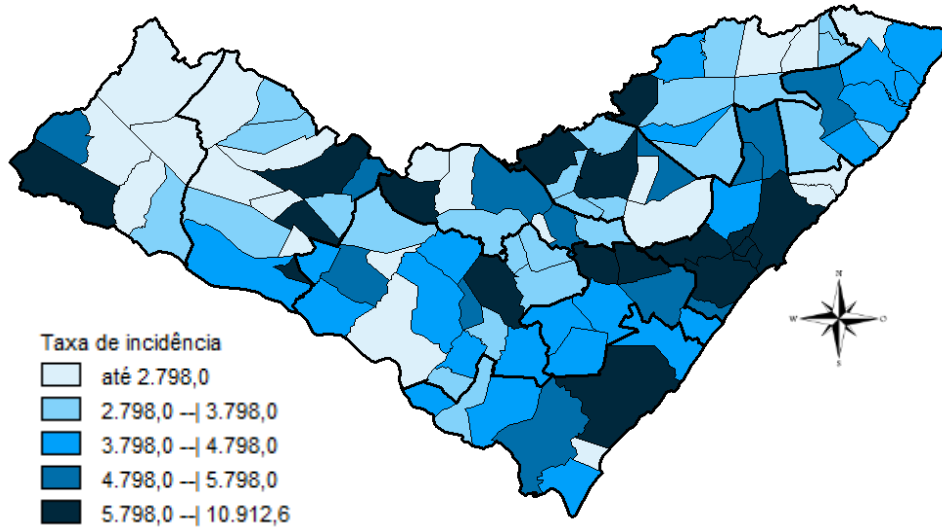 N
W
O
S
Taxa de incidência
até 2.798,0
2.798,0 --| 3.798,0
3.798,0 --| 4.798,0
4.798,0 --| 5.798,0
5.798,0 --| 10.912,6